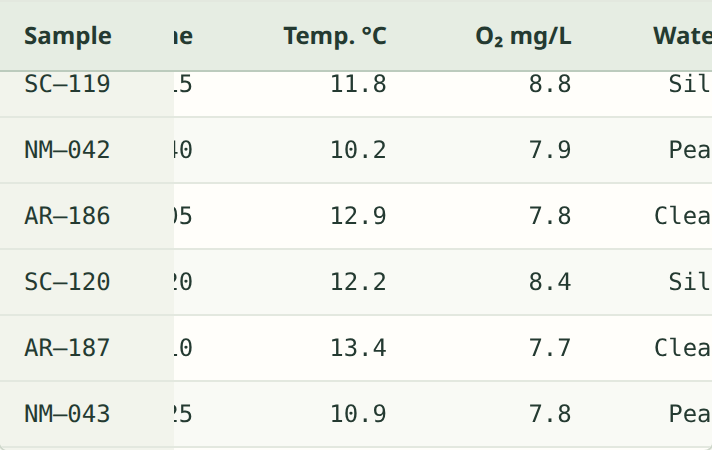 Sample Temp. °C O₂ mg/L
SC–119 11.8 8.8
NM–042 10.2 7.9
AR–186 12.9 7.8
SC–120 12.2 8.4
AR–187 13.4 7.7
NM–043 10.9 7.8